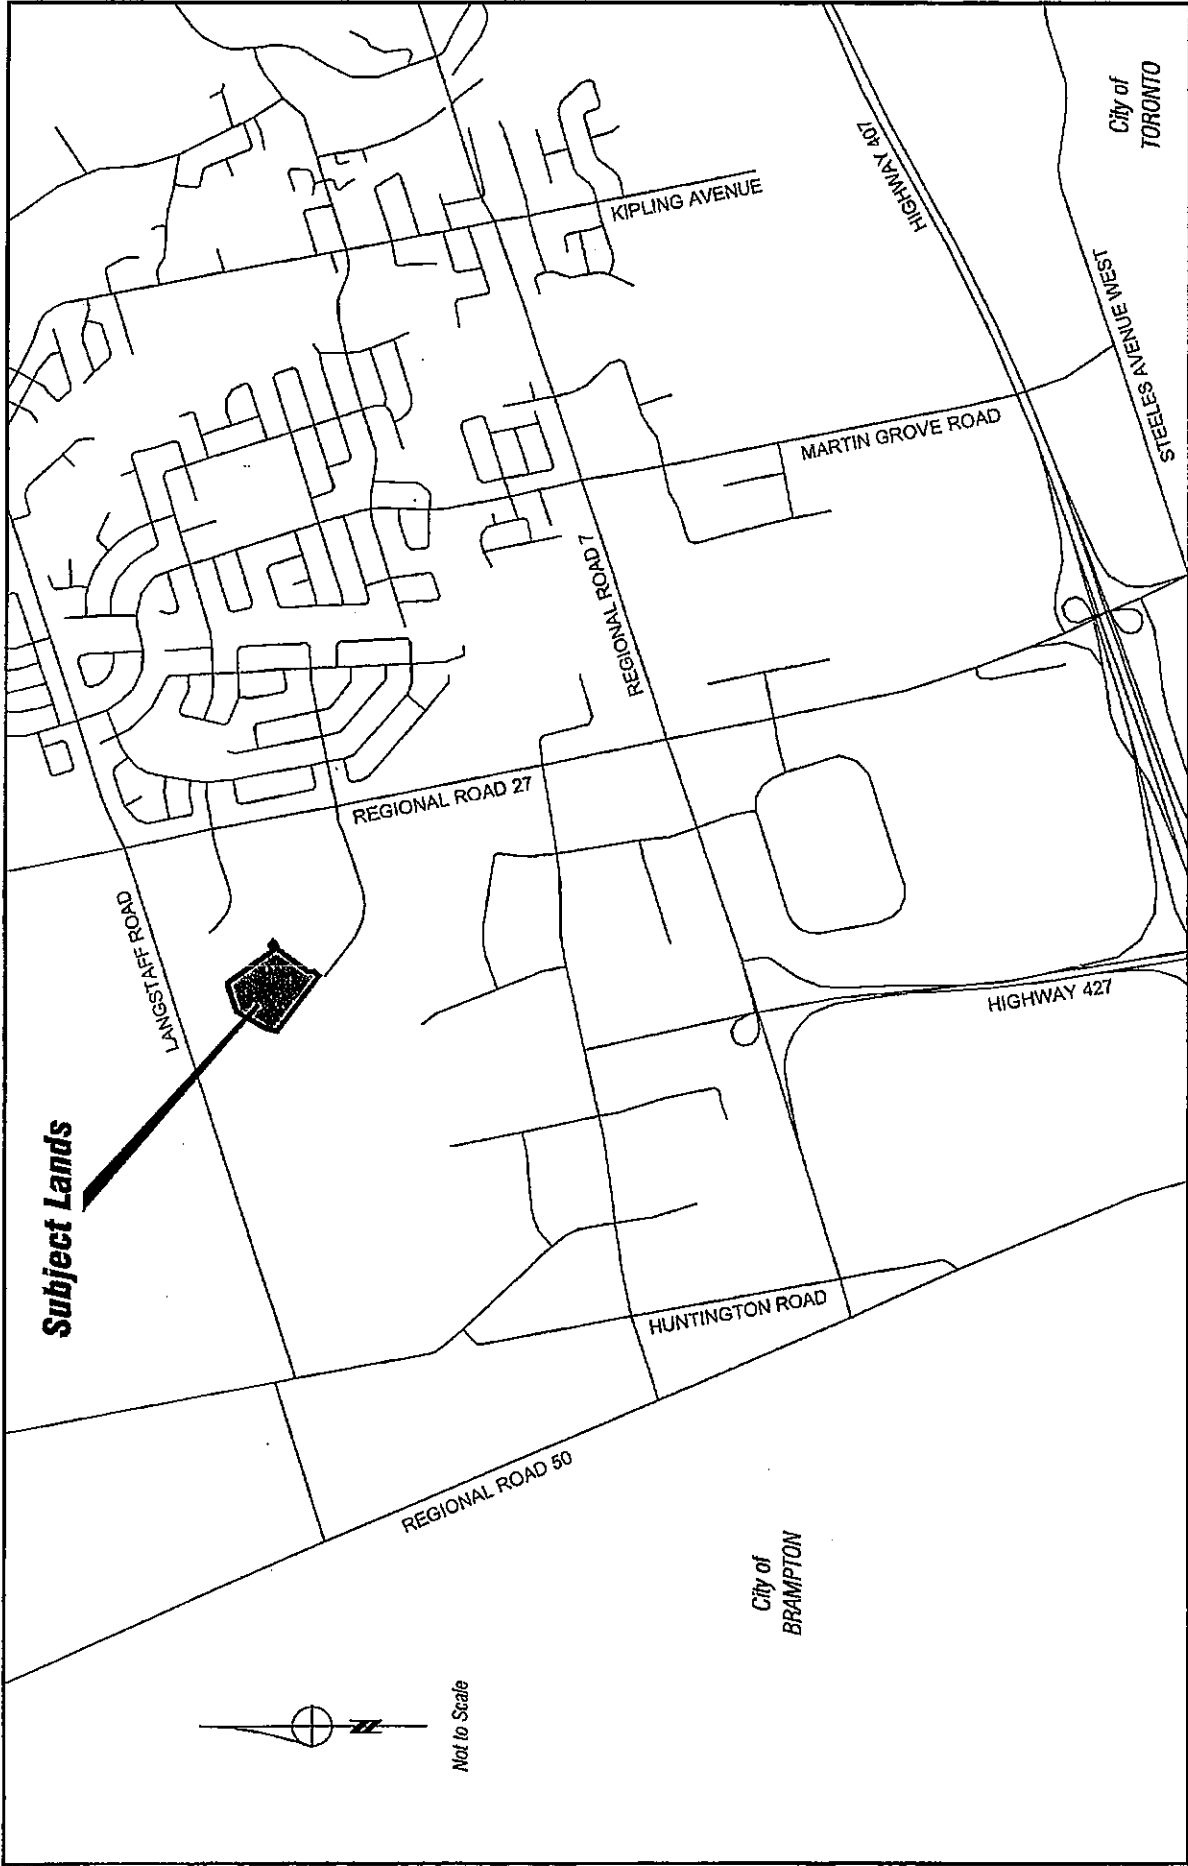 Subject Lands
LANGSTAFF ROAD
REGIONAL ROAD 27
REGIONAL ROAD 7
KIPLING AVENUE
HIGHWAY 407
MARTIN GROVE ROAD
STEELES AVENUE WEST
City of
TORONTO
HIGHWAY 427
HUNTINGTON ROAD
REGIONAL ROAD 50
City of
BRAMPTON
Not to Scale